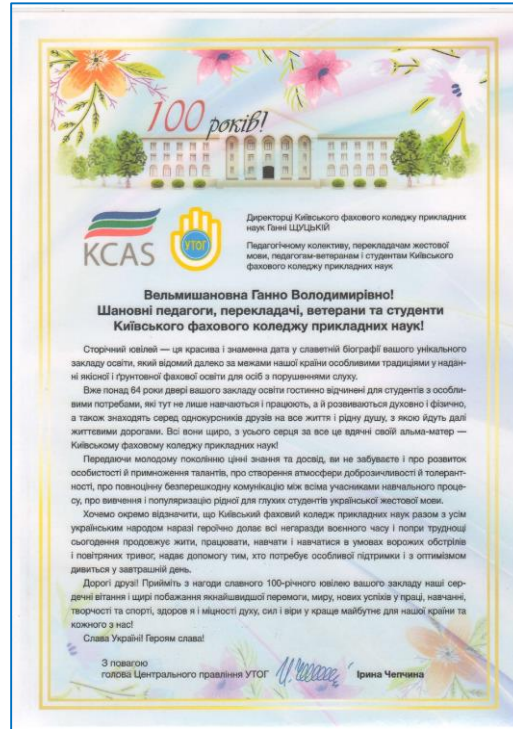 100 років!
KCAS
УТОГ
Директорці Київського фахового коледжу прикладних
наук Ганні ЩУЦЬКІЙ
Педагогічному колективу, перекладачам жестової
мови, педагогам-ветеранам і студентам Київського
фахового коледжу прикладних наук
Вельмишановна Ганно Володимирівно!
Шановні педагоги, перекладачі, ветерани та студенти
Київського фахового коледжу прикладних наук!
Сторічний ювілей — ця красива і знаменна дата у славетній біографії вашого унікального
закладу освіти, який відомий далеко за межами нашої країни особливими традиціями у надан-
ні якісної і ґрунтовної фахової освіти для осіб з порушеннями слуху.
Вже понад 64 роки двері вашого закладу освіти гостинно відчинені для студентів з особли-
вими потребами, які тут не лише навчаються і працюють, а й розвиваються духовно і фізично,
а також знаходять серед однокурсників друзів на все життя і рідну душу, з якою йдуть далі
життєвими дорогами. Всі вони щиро, з усього серця за все це вдячні своїй альма-матер —
Київському фаховому коледжу прикладних наук!
Передаючи молодому поколінню цінні знання та досвід, ви не забуваєте і про розвиток
особистості й примноження талантів, про створення атмосфери доброзичливості й толерант-
ності, про повноцінну безперешкодну комунікацію між всіма учасниками навчального проце-
су, про вивчення і популяризацію рідної для глухих студентів української жестової мови.
Хочемо окремо відзначити, що Київський фаховий коледж прикладних наук разом з усім
українським народом наразі героїчно долає всі негаразди воєнного часу і попри труднощі
сьогодення продовжує жити, працювати, навчати і навчатися в умовах ворожих обстрілів
і повітряних тривог, надає допомогу тим, хто потребує особливої підтримки і з оптимізмом
дивиться у завтрашній день.
Дорогі друзі! Прийміть з нагоди славного 100-річного ювілею вашого закладу наші сер-
дечні вітання і щирі побажання якнайшвидшої перемоги, миру, нових успіхів у праці, навчанні,
творчості та спорті, здоров я і міцності духу, сил і віри у краще майбутнє для нашої країни та
кожного з нас!
Слава Україні! Героям слава!
З повагою
голова Центрального правління УТОГ Ірина Чепчина